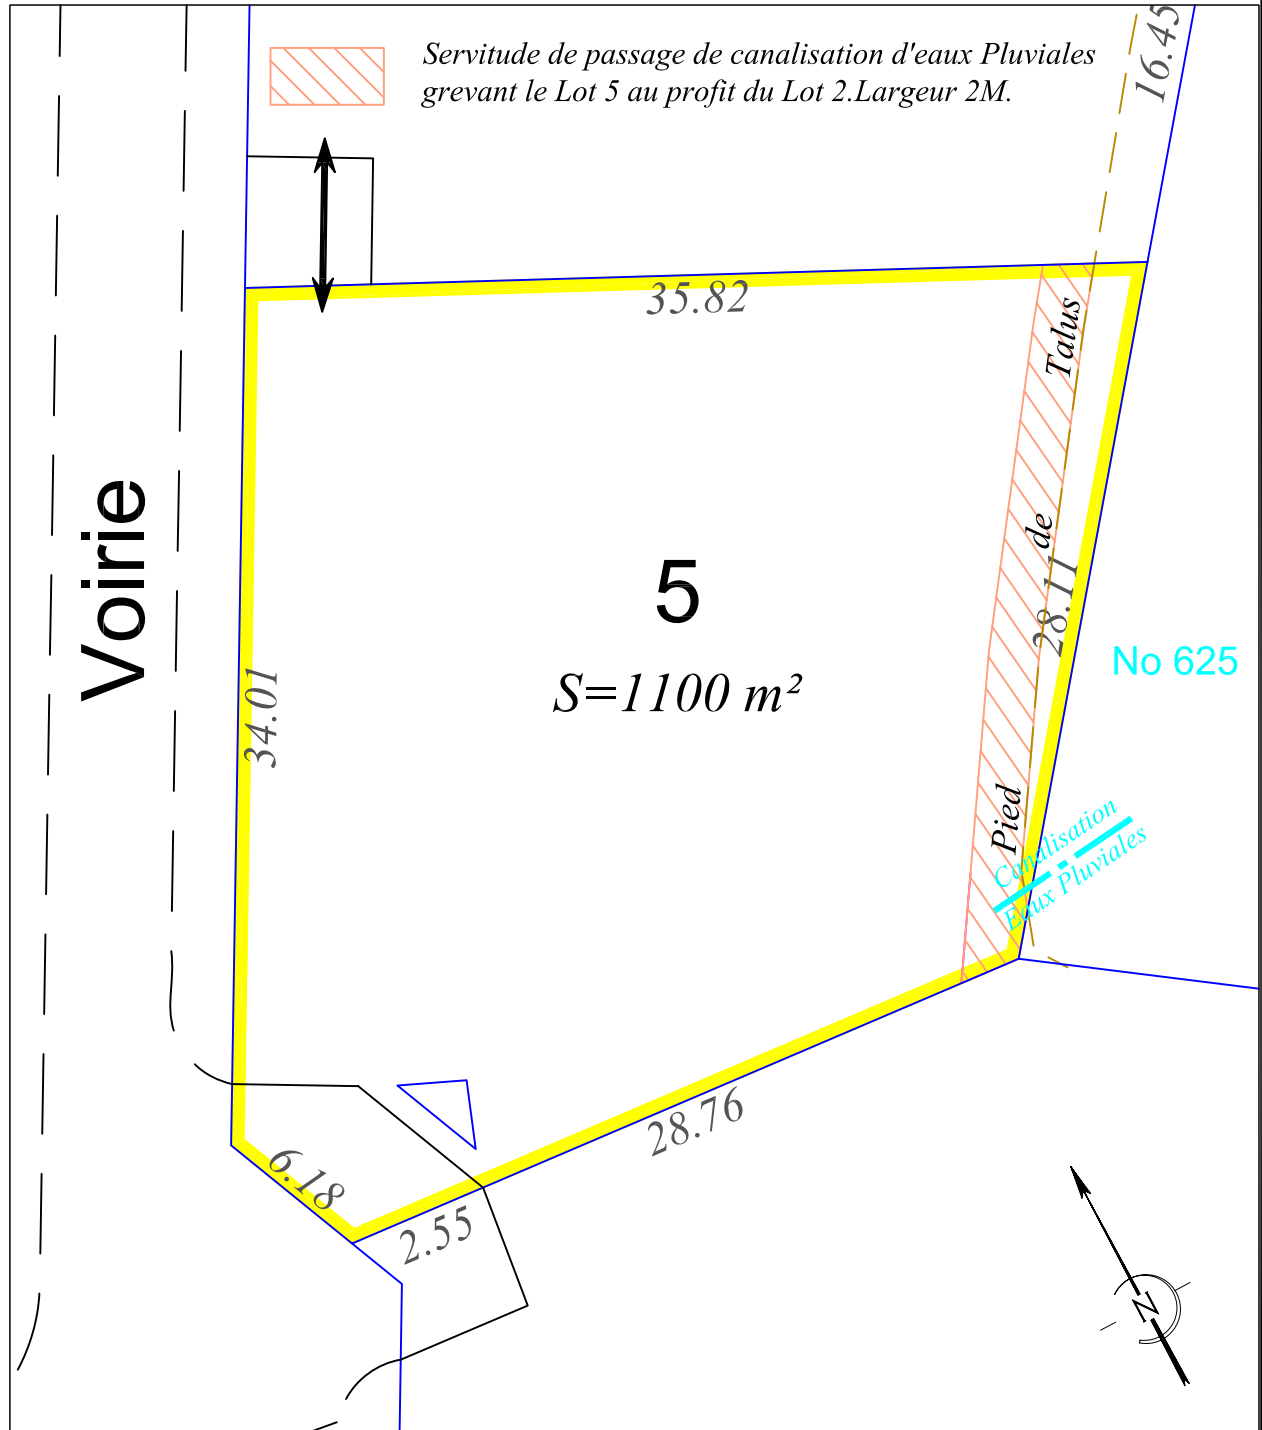 16.45
Servitude de passage de canalisation d'eaux Pluviales
grevant le Lot 5 au profit du Lot 2.Largeur 2M.
35.82
Talus
de
Pied
28.11
Voirie
5
S=1100 m²
34.01
No 625
Canalisation
Eaux Pluviales
28.76
6.18
2.55
N